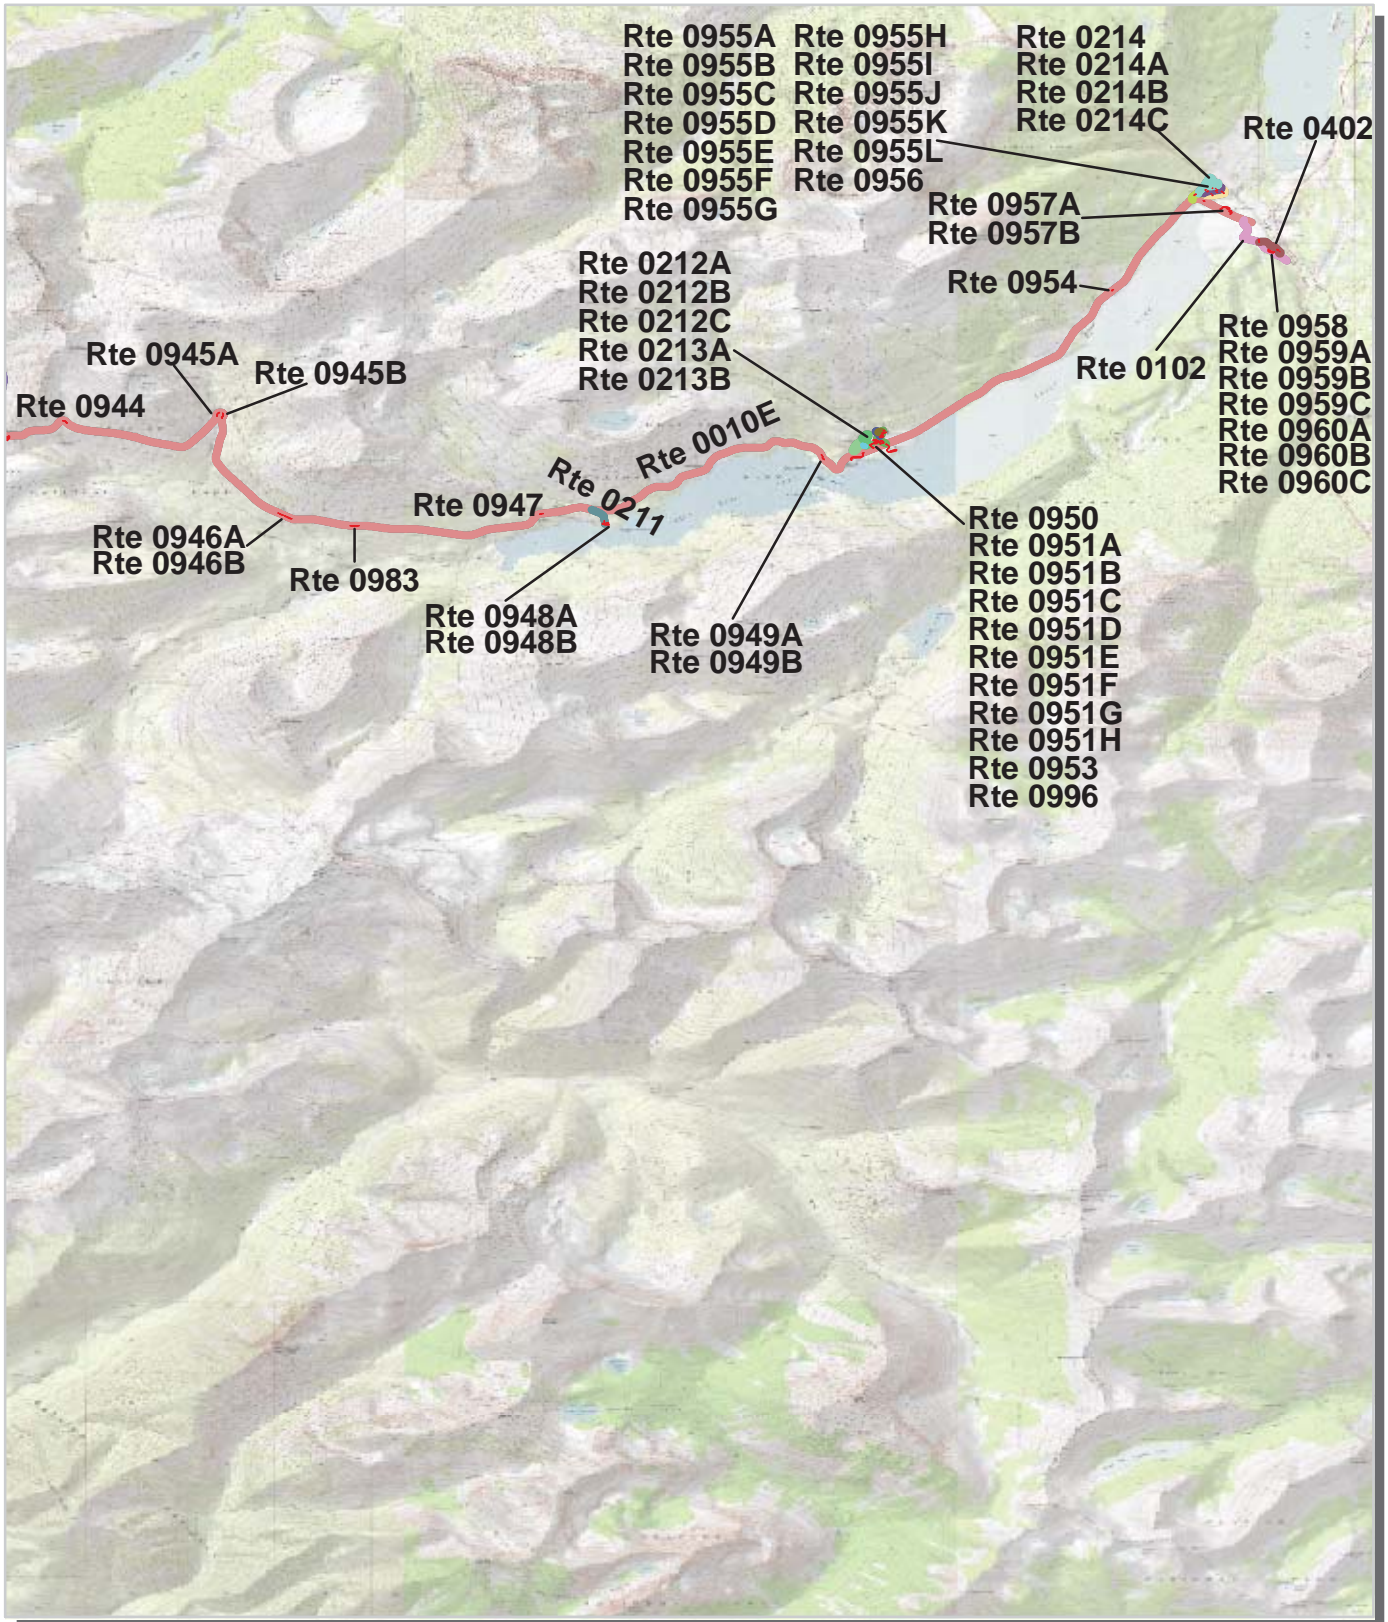 Rte 0955A
Rte 0955B
Rte 0955C
Rte 0955D
Rte 0955E
Rte 0955F
Rte 0955G
Rte 0955H
Rte 0955I
Rte 0955J
Rte 0955K
Rte 0955L
Rte 0956
Rte 0214
Rte 0214A
Rte 0214B
Rte 0214C
Rte 0402
Rte 0957A
Rte 0957B
Rte 0212A
Rte 0212B
Rte 0212C
Rte 0213A
Rte 0213B
Rte 0954
Rte 0945A
Rte 0945B
Rte 0944
Rte 0102
Rte 0958
Rte 0959A
Rte 0959B
Rte 0959C
Rte 0960A
Rte 0960B
Rte 0960C
Rte 0010E
Rte 0211
Rte 0947
Rte 0946A
Rte 0946B
Rte 0983
Rte 0948A
Rte 0948B
Rte 0949A
Rte 0949B
Rte 0950
Rte 0951A
Rte 0951B
Rte 0951C
Rte 0951D
Rte 0951E
Rte 0951F
Rte 0951G
Rte 0951H
Rte 0953
Rte 0996